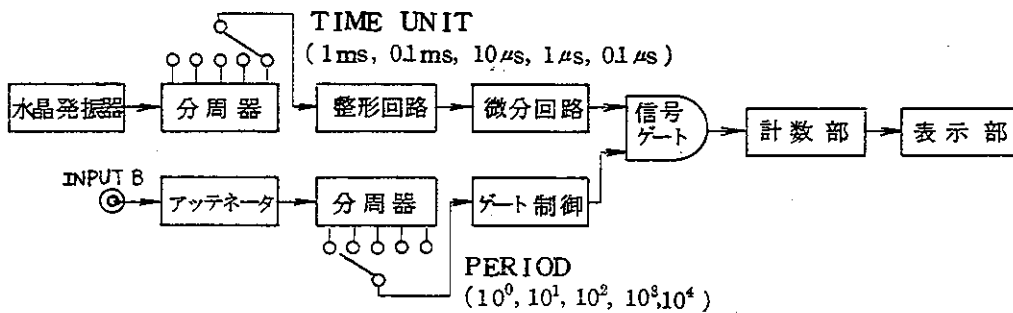 TIME UNIT
(1ms, 0.1ms, 10μs, 1μs, 0.1μs)
水晶発振器
分周器
整形回路
微分回路
信号
ゲート
計数部
表示部
INPUT B
アッテネータ
分周器
ゲート制御
PERIOD
(10⁰, 10¹, 10², 10³, 10⁴)